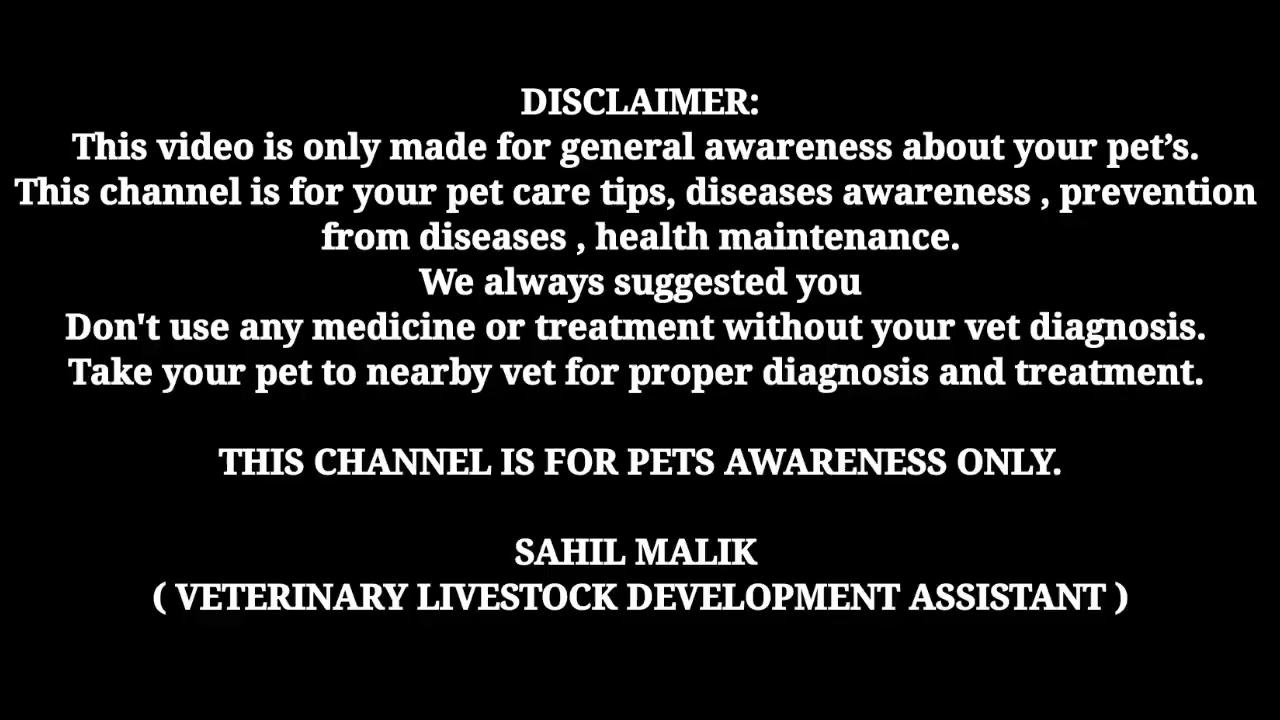 DISCLAIMER:
This video is only made for general awareness about your pet’s.
This channel is for your pet care tips, diseases awareness , prevention
from diseases , health maintenance.
We always suggested you
Don't use any medicine or treatment without your vet diagnosis.
Take your pet to nearby vet for proper diagnosis and treatment.
THIS CHANNEL IS FOR PETS AWARENESS ONLY.
SAHIL MALIK
( VETERINARY LIVESTOCK DEVELOPMENT ASSISTANT )